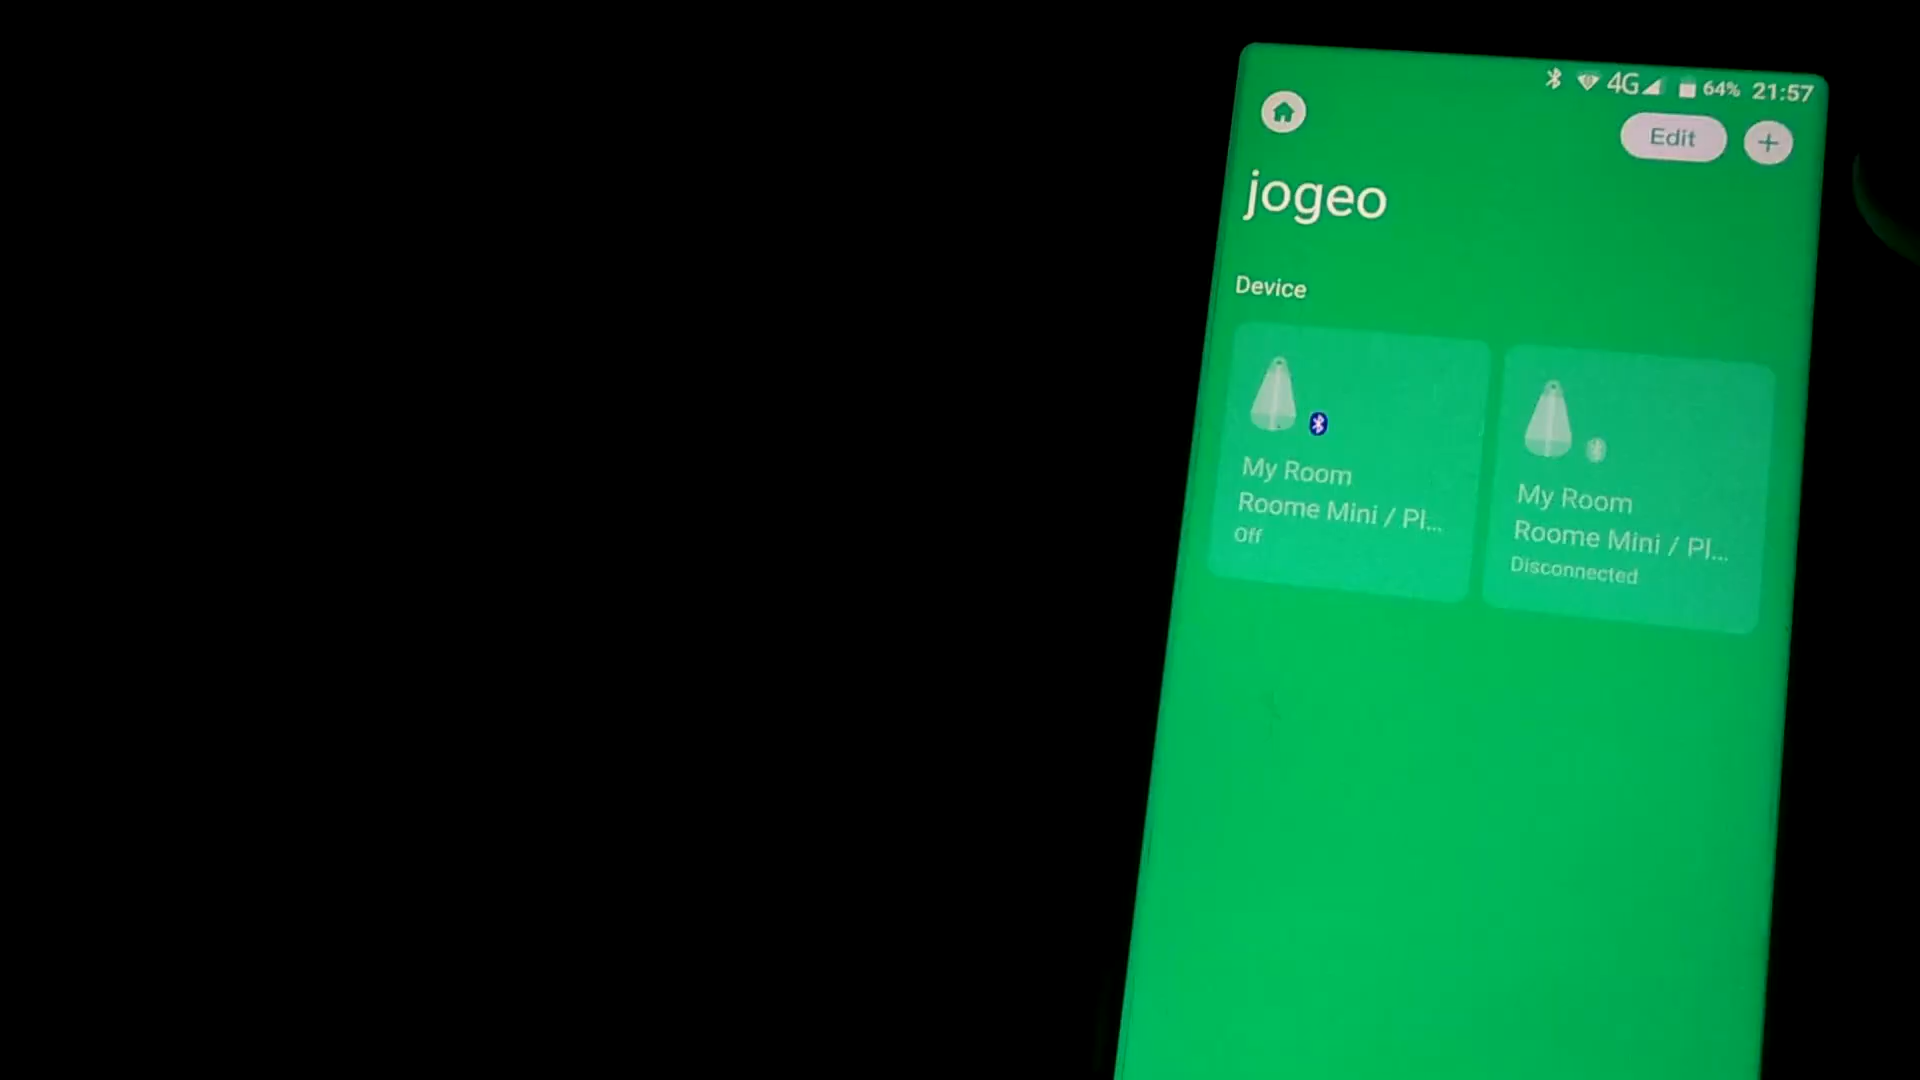 4G 64% 21:57
Edit
jogeo
Device
My Room
Roome Mini / Pl...
Off
My Room
Roome Mini / Pl...
Disconnected